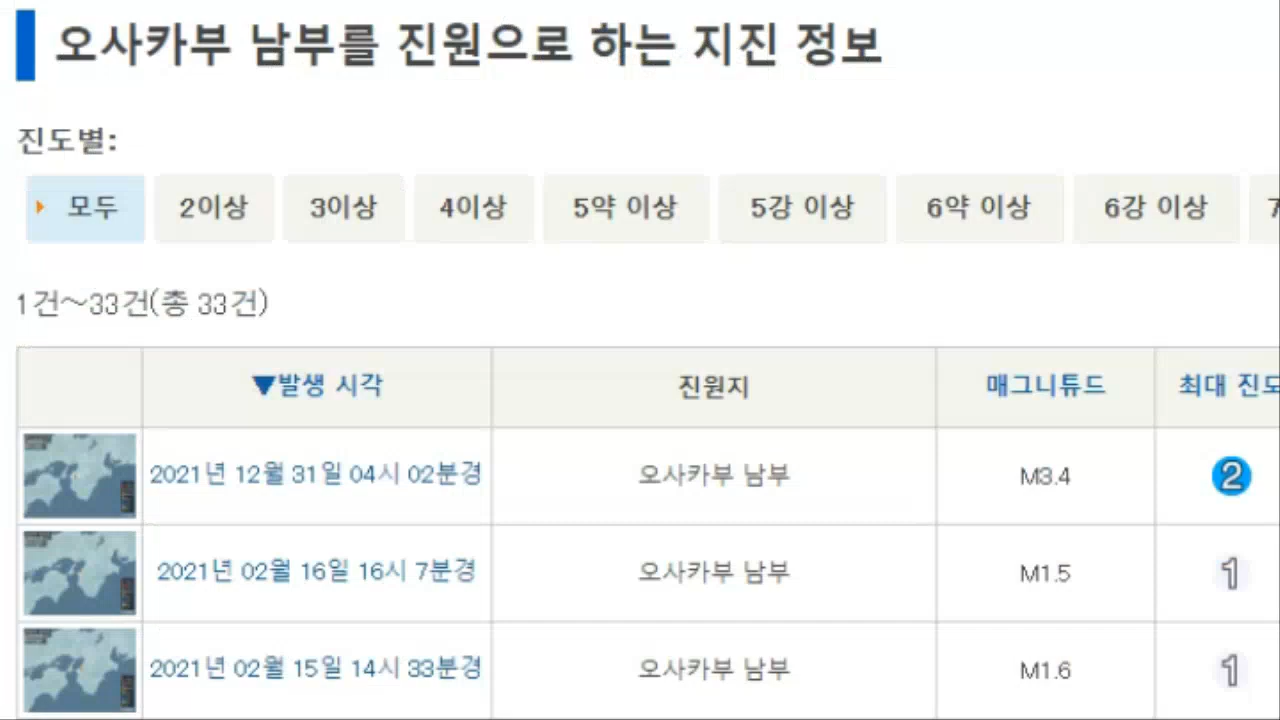 오사카부 남부를 진원으로 하는 지진 정보
진도별:
모두 2이상 3이상 4이상 5약 이상 5강 이상 6약 이상 6강 이상 7
1건~33건(총 33건)
▼발생 시각 진원지 매그니튜드 최대 진도
2021년 12월 31일 04시 02분경 오사카부 남부 M3.4 2
2021년 02월 16일 16시 7분경 오사카부 남부 M1.5 1
2021년 02월 15일 14시 33분경 오사카부 남부 M1.6 1